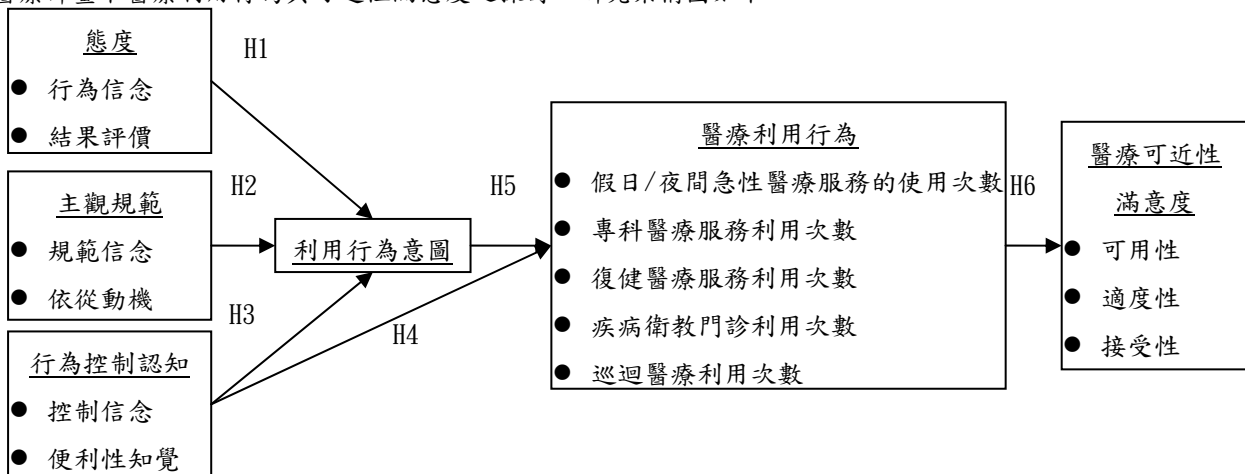 態度
● 行為信念
● 結果評價
H1
主觀規範
● 規範信念
● 依從動機
H2
行為控制認知
● 控制信念
● 便利性知覺
H3
利用行為意圖
H4
H5
醫療利用行為
● 假日/夜間急性醫療服務的使用次數
● 專科醫療服務利用次數
● 復健醫療服務利用次數
● 疾病衛教門診利用次數
● 巡迴醫療利用次數
H6
醫療可近性
滿意度
● 可用性
● 適度性
● 接受性